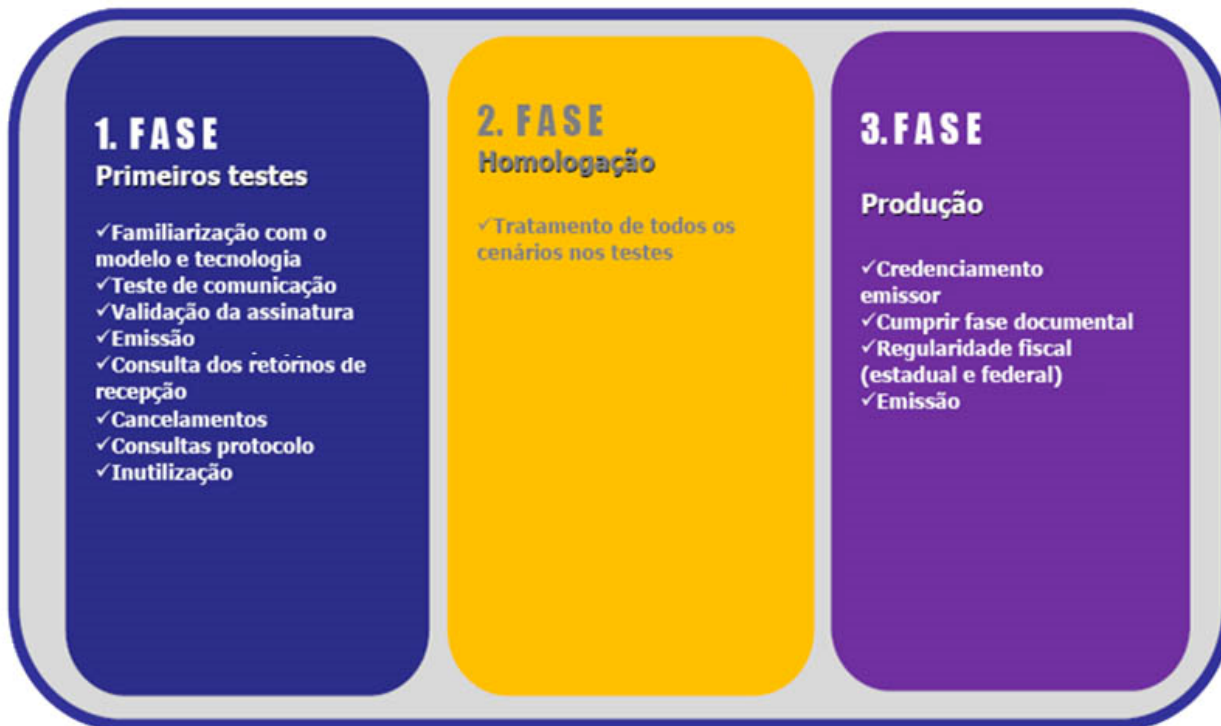 1. FASE
Primeiros testes
✓Familiarização com o
modelo e tecnologia
✓Teste de comunicação
✓Validação da assinatura
✓Emissão
✓Consulta dos retornos de
recepção
✓Cancelamentos
✓Consultas protocolo
✓Inutilização
2. FASE
Homologação
✓Tratamento de todos os
cenários nos testes
3. FASE
Produção
✓Credenciamento
emissor
✓Cumprir fase documental
✓Regularidade fiscal
(estadual e federal)
✓Emissão